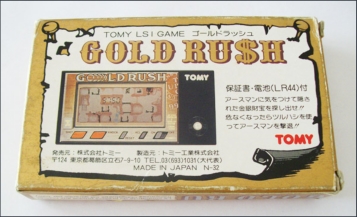 TOMY LSI GAME ゴールドラッシュ
GOLD RU$H
GOLD RUSH
TOMY
保証書・電池(LR44)付
アースマンに気をつけて隠さ
れた金銀財宝を探し出せ!!
危なくなったらツルハシを使
ってアースマンを撃退!!
TOMY
発売元:株式会社トミー 製造元:トミー工業株式会社
〒124 東京都葛飾区立石7-9-10 TEL.03(693)1031(大代表)
MADE IN JAPAN N-32